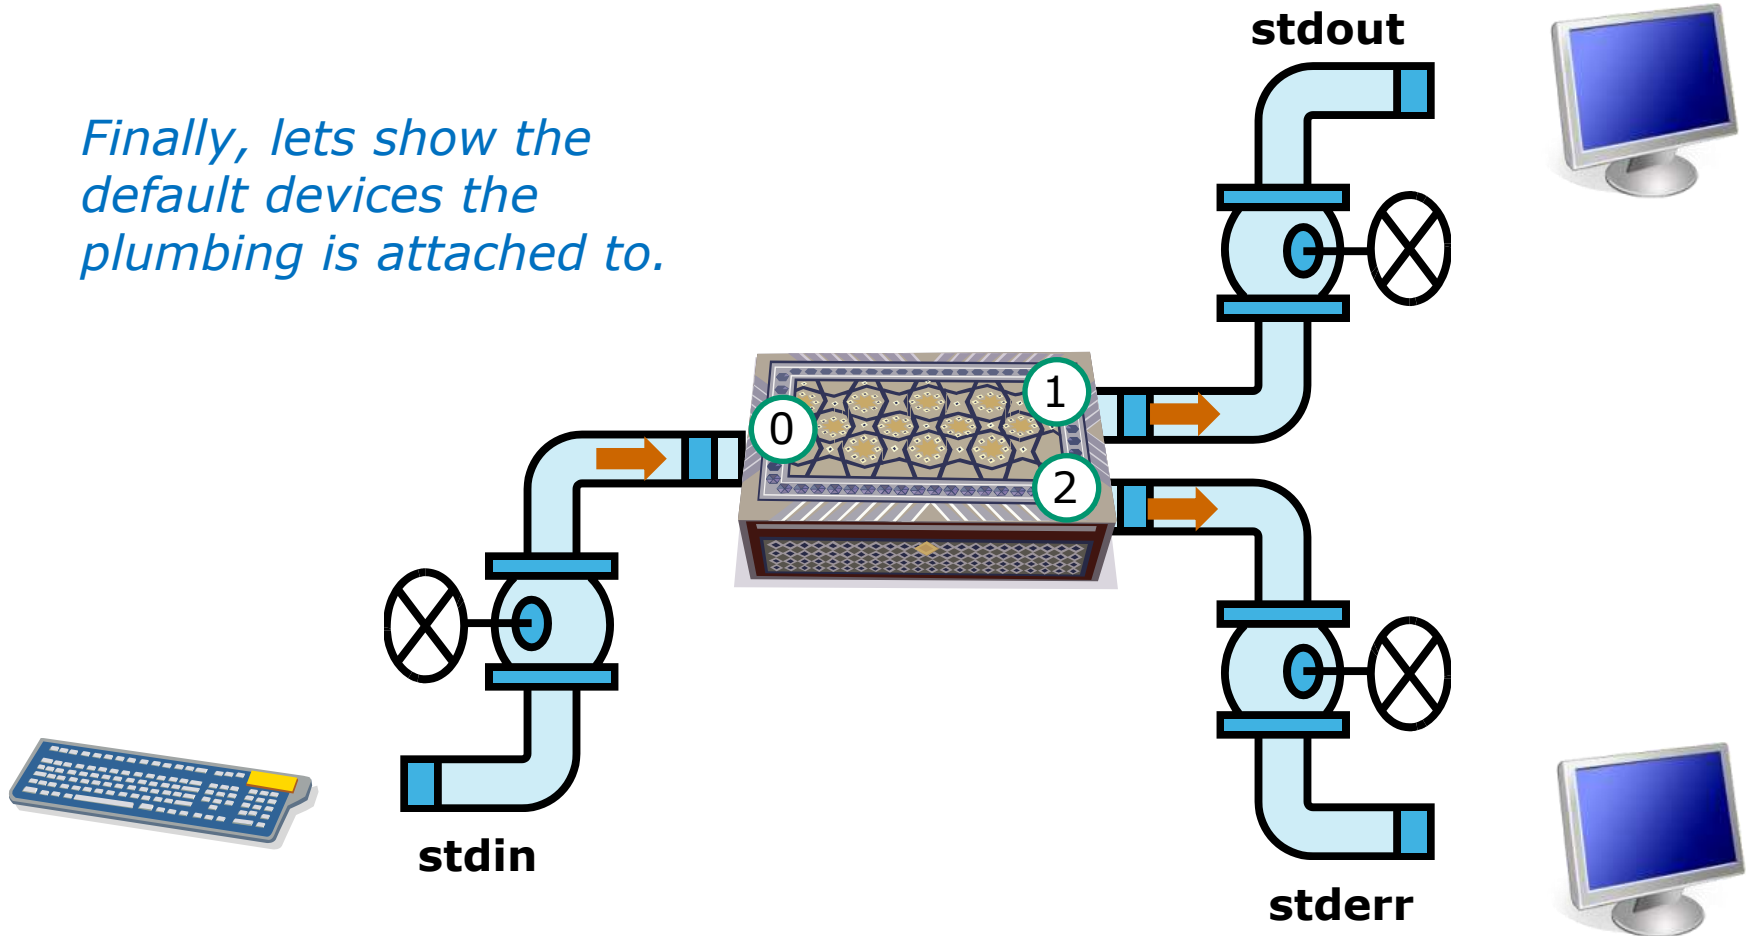 stdout
Finally, lets show the
default devices the
plumbing is attached to.
1
0
2
stdin
stderr